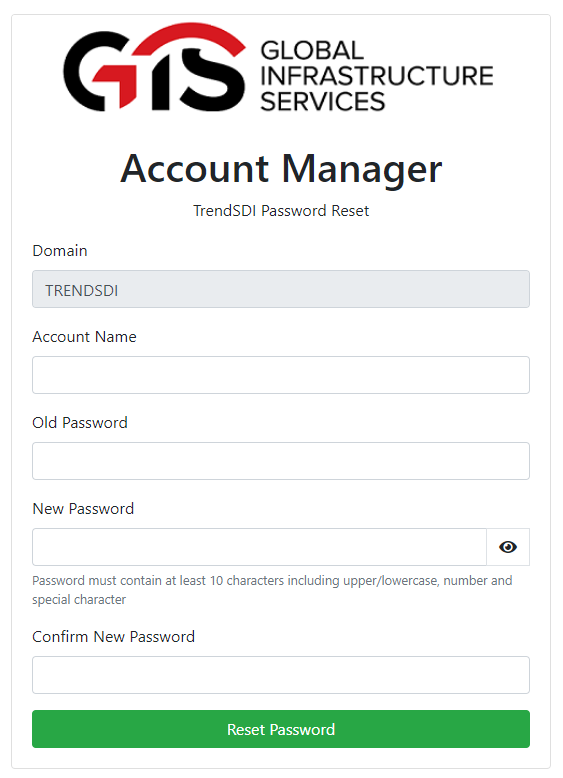 GIS GLOBAL
INFRASTRUCTURE
SERVICES
Account Manager
TrendSDI Password Reset
Domain
TRENDSDI
Account Name
Old Password
New Password
Password must contain at least 10 characters including upper/lowercase, number and
special character
Confirm New Password
Reset Password